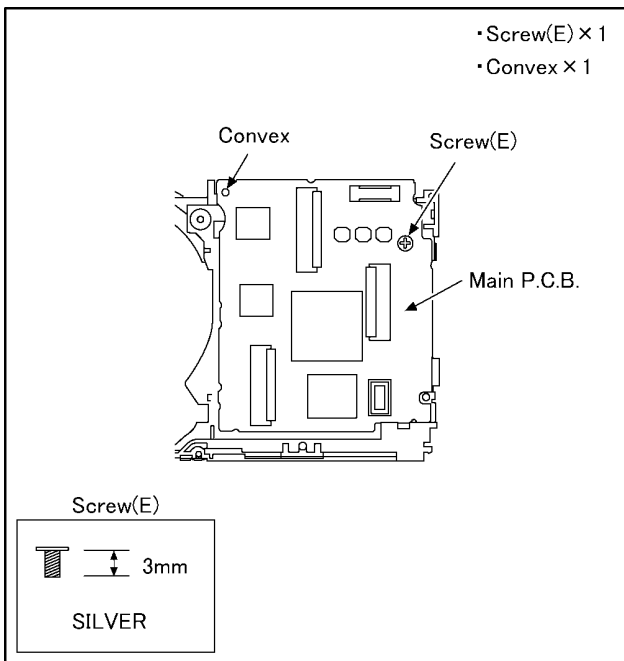 ・Screw(E)×1
・Convex×1
Convex
Screw(E)
Main P.C.B.
Screw(E)
3mm
SILVER